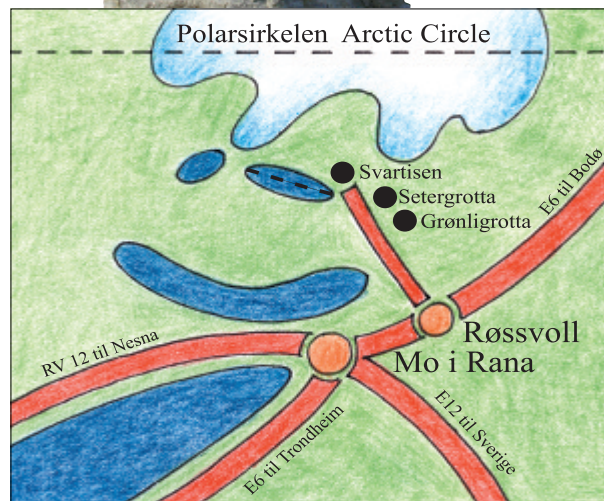 Polarsirkelen Arctic Circle
Svartisen
Setergrotta
Grønligrotta
E6 til Bodø
Røssvoll
Mo i Rana
RV 12 til Nesna
E6 til Trondheim
E12 til Sverige